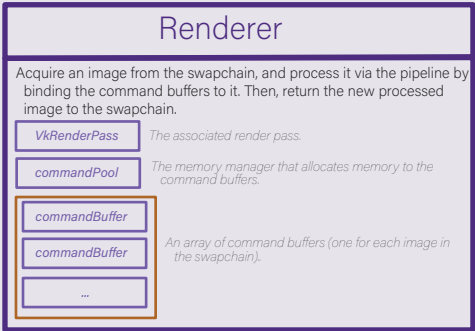 Renderer
Acquire an image from the swapchain, and process it via the pipeline by
binding the command buffers to it. Then, return the new processed
image to the swapchain.
VkRenderPass The associated render pass.
commandPool The memory manager that allocates memory to the
command buffers.
commandBuffer
commandBuffer An array of command buffers (one for each image in
the swapchain).
...